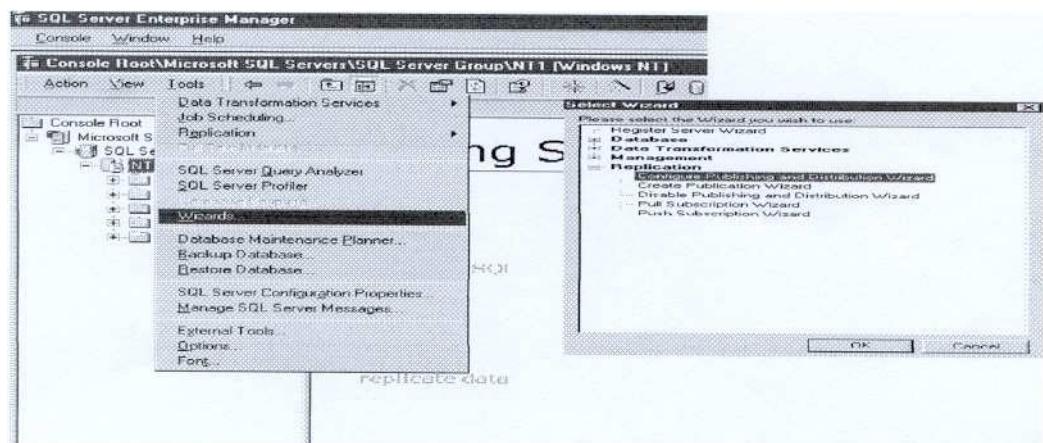 SQL Server Enterprise Manager
Console Window Help
Console Root\Microsoft SQL Servers\SQL Server Group\NT1 (Windows NT)
Action View Tools
Console Root
Microsoft S
SQL Se
NT
Data Transformation Services
Job Scheduling...
Replication
SQL Server Query Analyzer
SQL Server Profiler
Wizards...
Database Maintenance Planner...
Backup Database...
Restore Database...
SQL Server Configuration Properties...
Manage SQL Server Messages...
External Tools...
Options...
Font...
ng S
SQL
replicate data
Select Wizard
Please select the Wizard you wish to use:
Register Server Wizard
Database
Data Transformation Services
Management
Replication
Configure Publishing and Distribution Wizard
Create Publication Wizard
Disable Publishing and Distribution Wizard
Pull Subscription Wizard
Push Subscription Wizard
OK Cancel